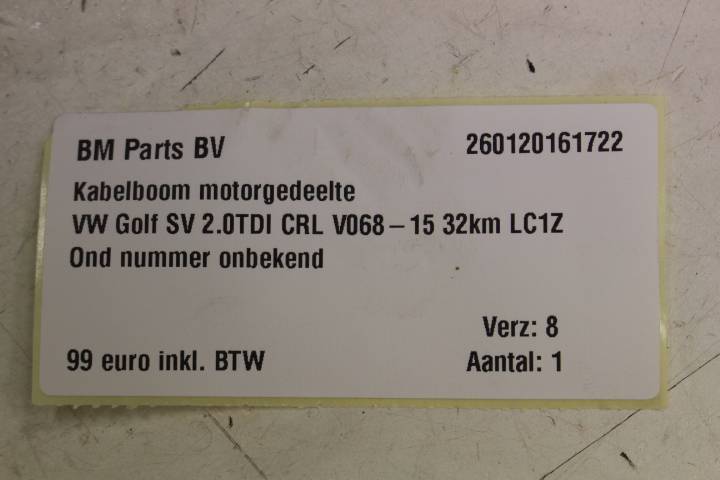 BM Parts BV 260120161722
Kabelboom motorgedeelte
VW Golf SV 2.0TDI CRL V068 – 15 32km LC1Z
Ond nummer onbekend
Verz: 8
99 euro inkl. BTW Aantal: 1